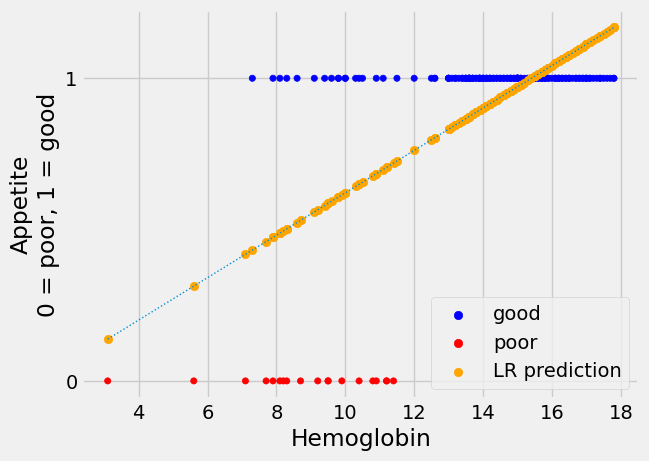 Appetite
0 = poor, 1 = good
1
0
good
poor
LR prediction
4 6 8 10 12 14 16 18
Hemoglobin